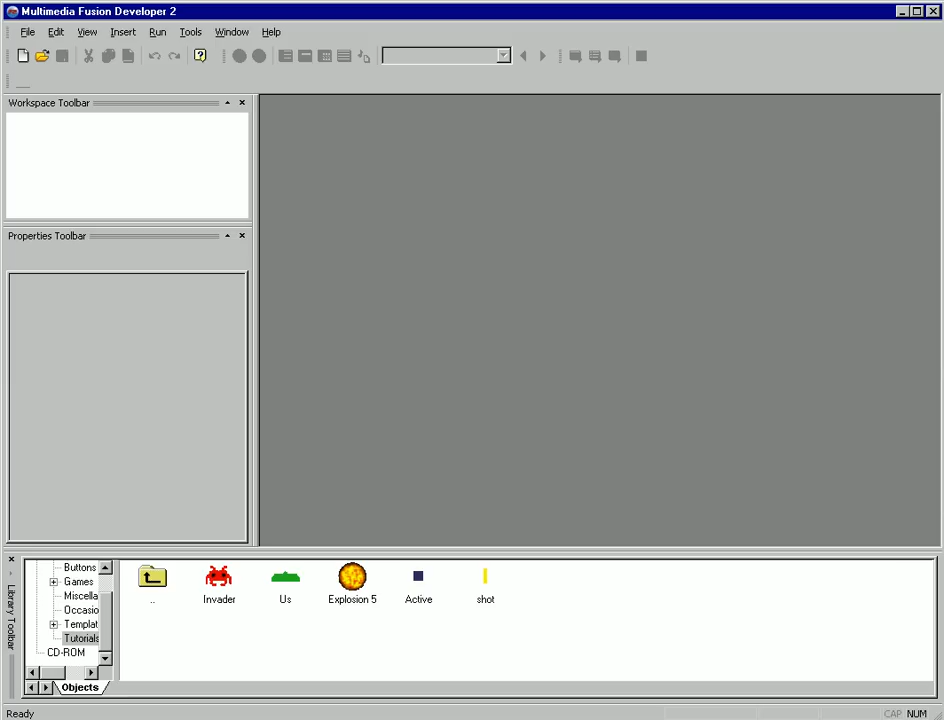 Multimedia Fusion Developer 2
File Edit View Insert Run Tools Window Help
Workspace Toolbar
Properties Toolbar
Library Toolbar
Buttons
Games
Miscella
Occasio
Templat
Tutorials
CD-ROM
Objects
..
Invader
Us
Explosion 5
Active
shot
Ready
CAP NUM